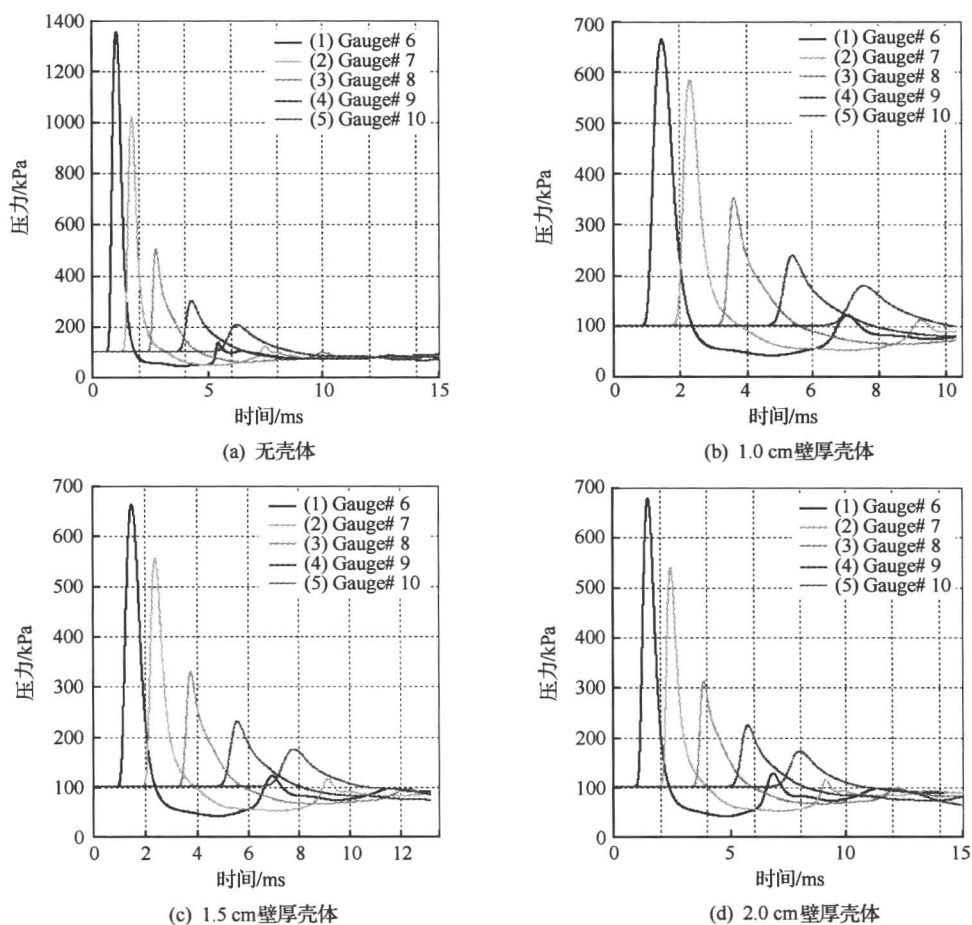 1400
1200
1000
800
600
400
200
0
压力/kPa
(1) Gauge# 6
(2) Gauge# 7
(3) Gauge# 8
(4) Gauge# 9
(5) Gauge# 10
0 5 10 15
时间/ms
(a) 无壳体
700
600
500
400
300
200
100
0
压力/kPa
(1) Gauge# 6
(2) Gauge# 7
(3) Gauge# 8
(4) Gauge# 9
(5) Gauge# 10
0 2 4 6 8 10
时间/ms
(b) 1.0 cm壁厚壳体
700
600
500
400
300
200
100
0
压力/kPa
(1) Gauge# 6
(2) Gauge# 7
(3) Gauge# 8
(4) Gauge# 9
(5) Gauge# 10
0 2 4 6 8 10 12
时间/ms
(c) 1.5 cm壁厚壳体
700
600
500
400
300
200
100
0
压力/kPa
(1) Gauge# 6
(2) Gauge# 7
(3) Gauge# 8
(4) Gauge# 9
(5) Gauge# 10
0 5 10 15
时间/ms
(d) 2.0 cm壁厚壳体